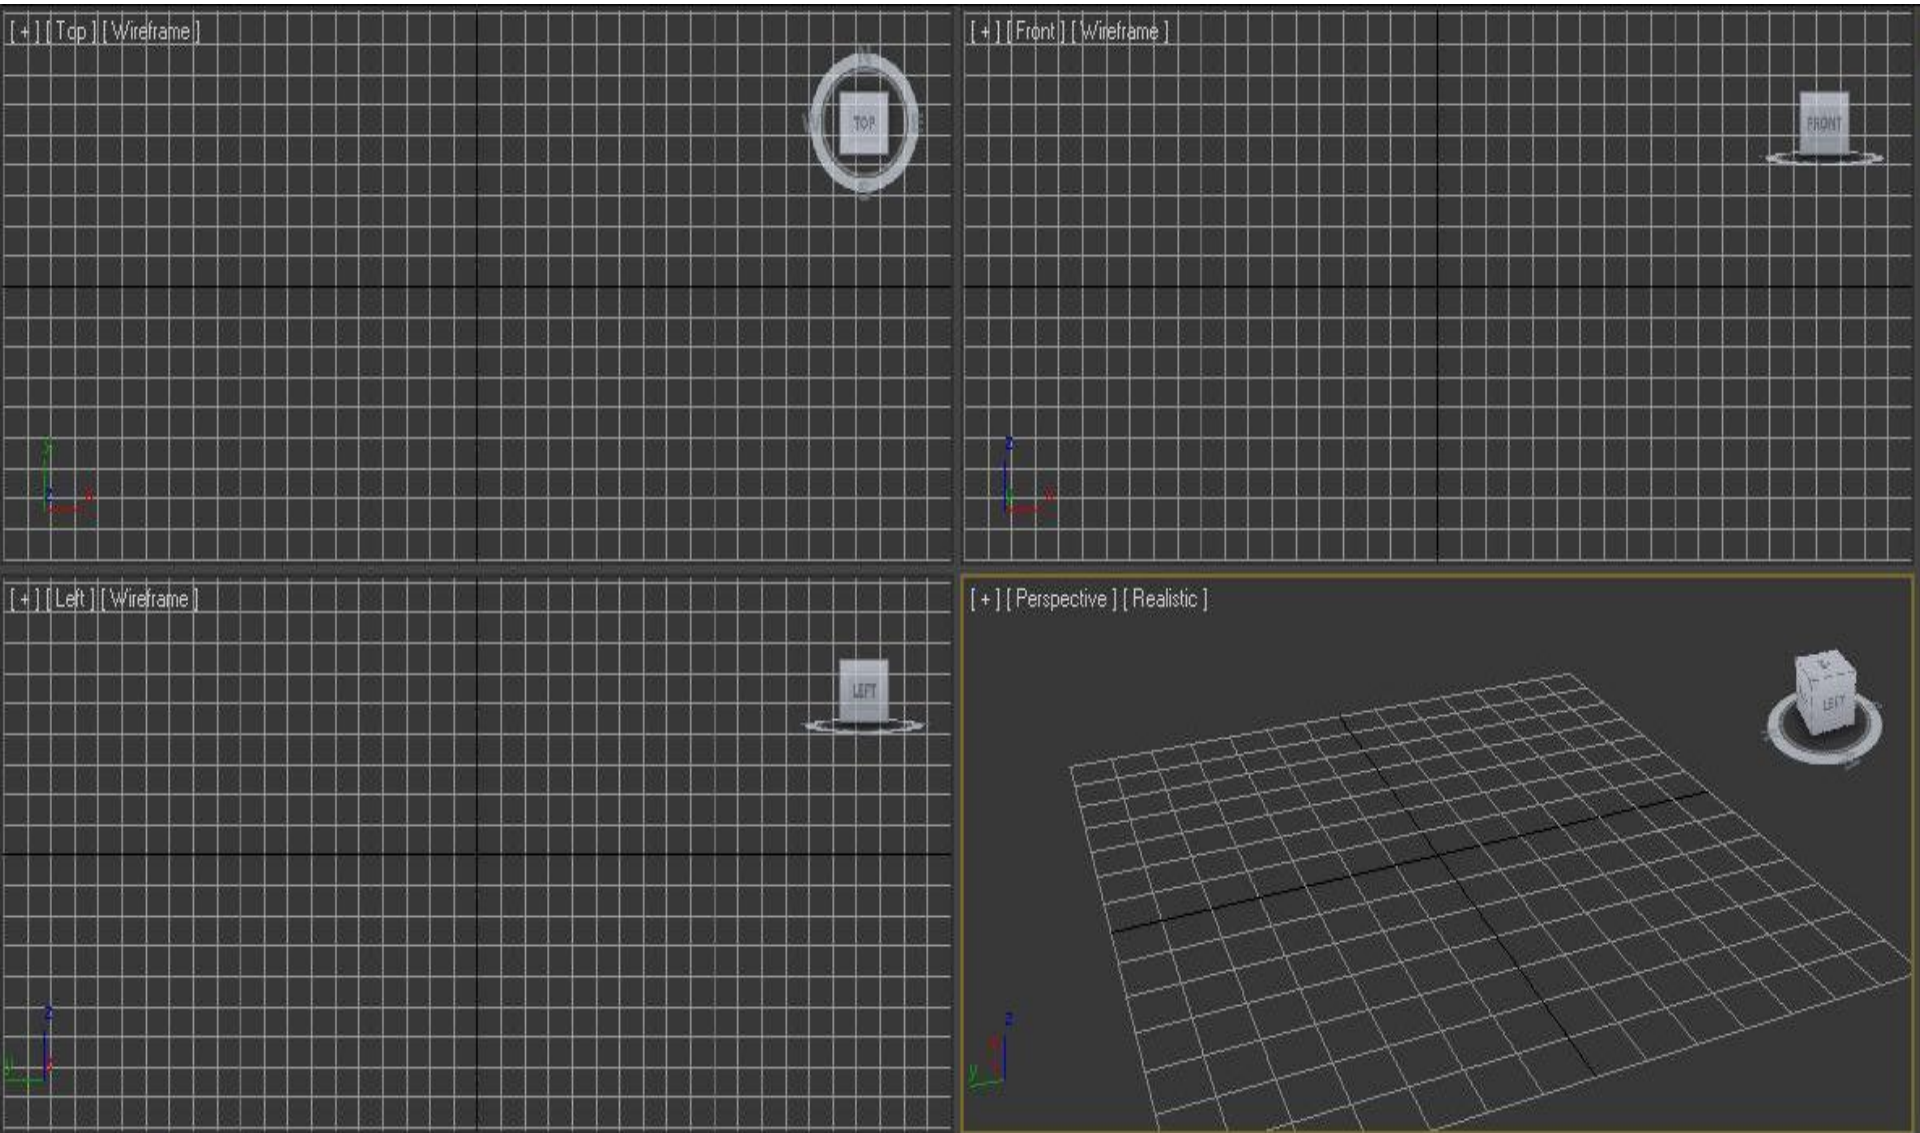 [ + ] [ Top ] [ Wireframe ]
N
W
TOP
E
S
[ + ] [ Front ] [ Wireframe ]
FRONT
z
x
z
x
[ + ] [ Left ] [ Wireframe ]
LEFT
z
y
x
[ + ] [ Perspective ] [ Realistic ]
LEFT
z
y